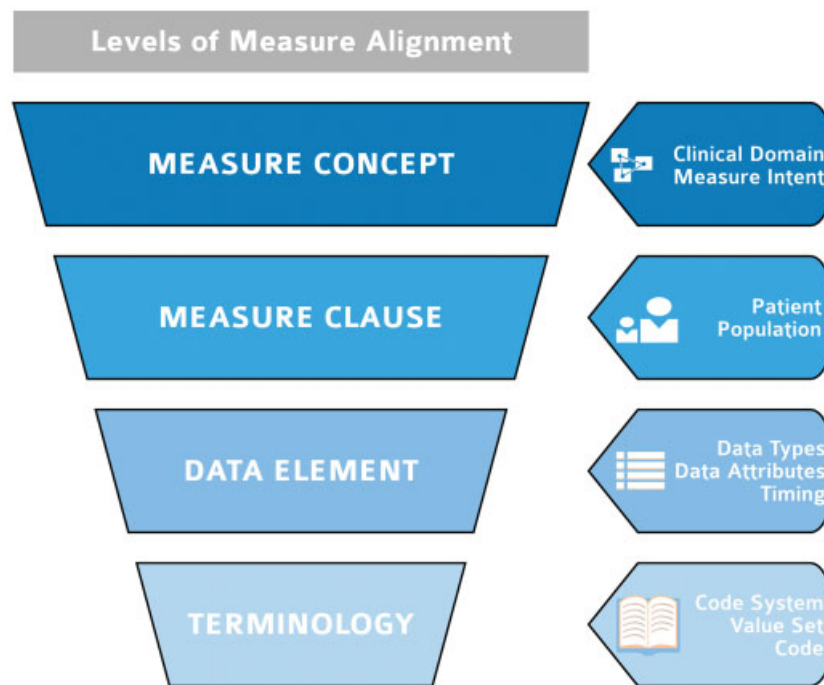 Levels of Measure Alignment
MEASURE CONCEPT
Clinical Domain
Measure Intent
MEASURE CLAUSE
Patient
Population
DATA ELEMENT
Data Types
Data Attributes
Timing
TERMINOLOGY
Code System
Value Set
Code